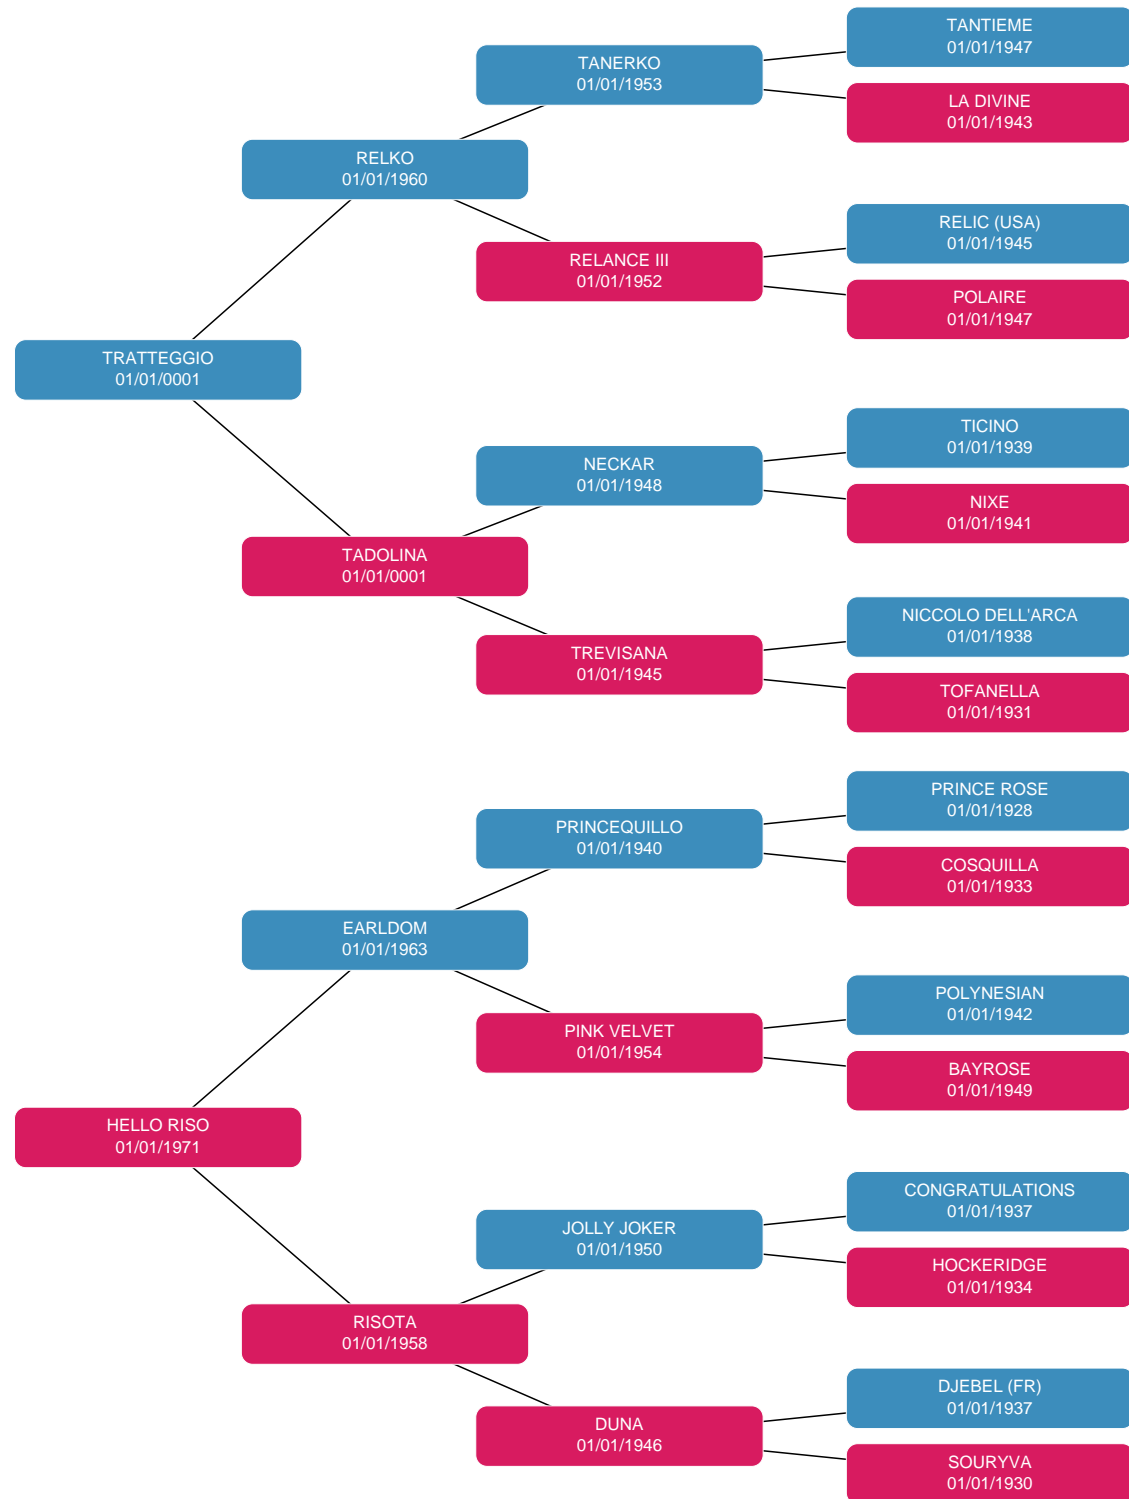 TANTIEME
01/01/1947
TANERKO
01/01/1953
LA DIVINE
01/01/1943
RELKO
01/01/1960
RELIC (USA)
01/01/1945
RELANCE III
01/01/1952
POLAIRE
01/01/1947
TRATTEGGIO
01/01/0001
TICINO
01/01/1939
NECKAR
01/01/1948
NIXE
01/01/1941
TADOLINA
01/01/0001
NICCOLO DELL'ARCA
01/01/1938
TREVISANA
01/01/1945
TOFANELLA
01/01/1931
PRINCE ROSE
01/01/1928
PRINCEQUILLO
01/01/1940
COSQUILLA
01/01/1933
EARLDOM
01/01/1963
POLYNESIAN
01/01/1942
PINK VELVET
01/01/1954
BAYROSE
01/01/1949
HELLO RISO
01/01/1971
CONGRATULATIONS
01/01/1937
JOLLY JOKER
01/01/1950
HOCKERIDGE
01/01/1934
RISOTA
01/01/1958
DJEBEL (FR)
01/01/1937
DUNA
01/01/1946
SOURYVA
01/01/1930